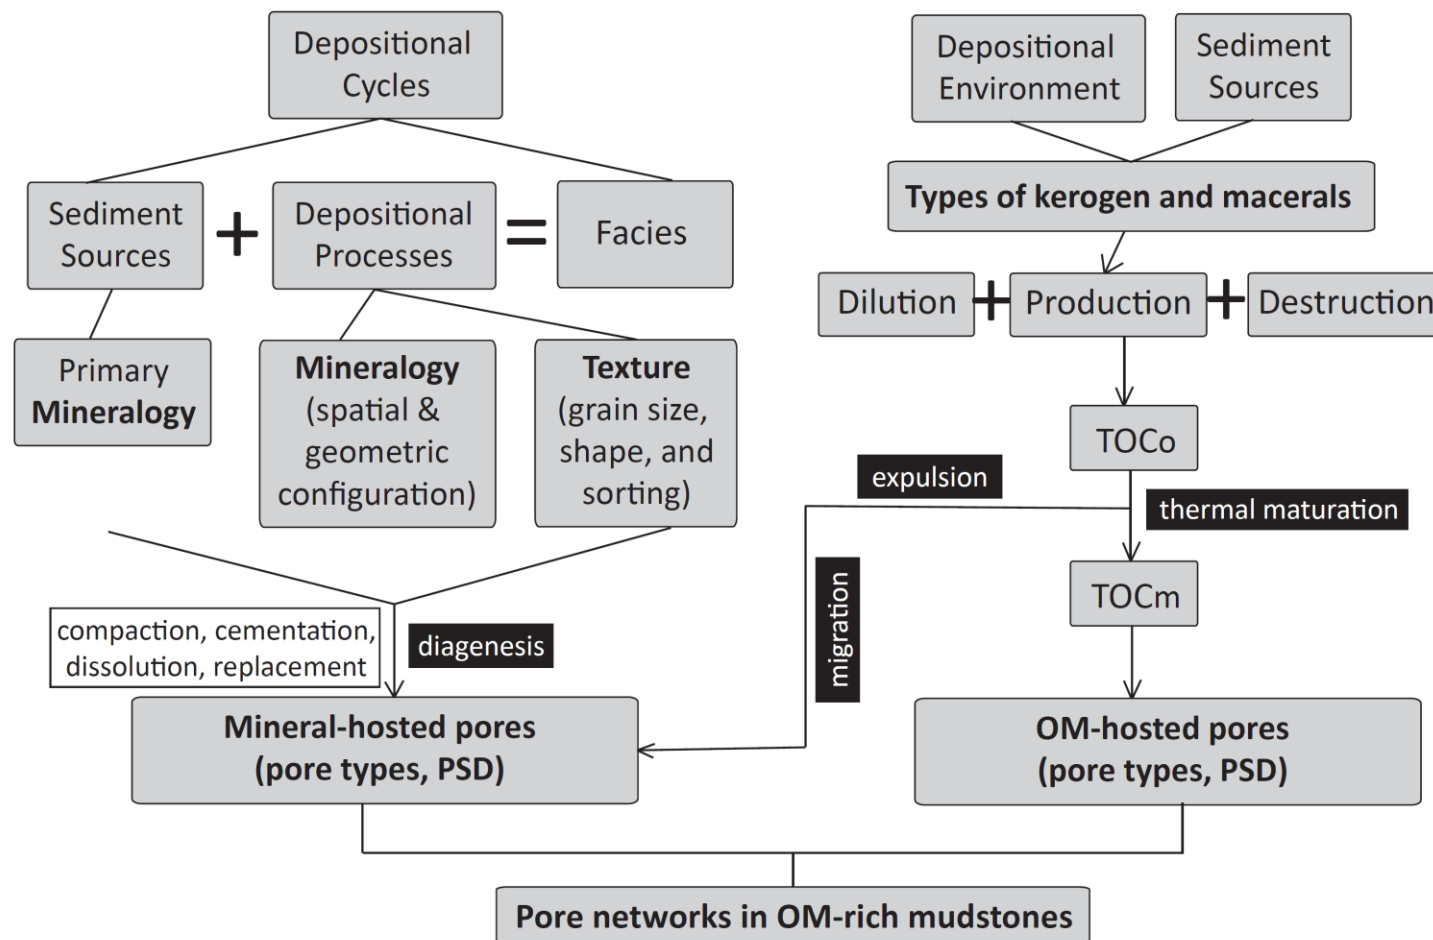 Depositional
Cycles
Sediment
Sources
+
Depositional
Processes
=
Facies
Primary
Mineralogy
Mineralogy
(spatial &
geometric
configuration)
Texture
(grain size,
shape, and
sorting)
compaction, cementation,
dissolution, replacement
diagenesis
Mineral-hosted pores
(pore types, PSD)
Depositional
Environment
Sediment
Sources
Types of kerogen and macerals
Dilution + Production + Destruction
TOCo
expulsion
thermal maturation
migration
TOCm
OM-hosted pores
(pore types, PSD)
Pore networks in OM-rich mudstones